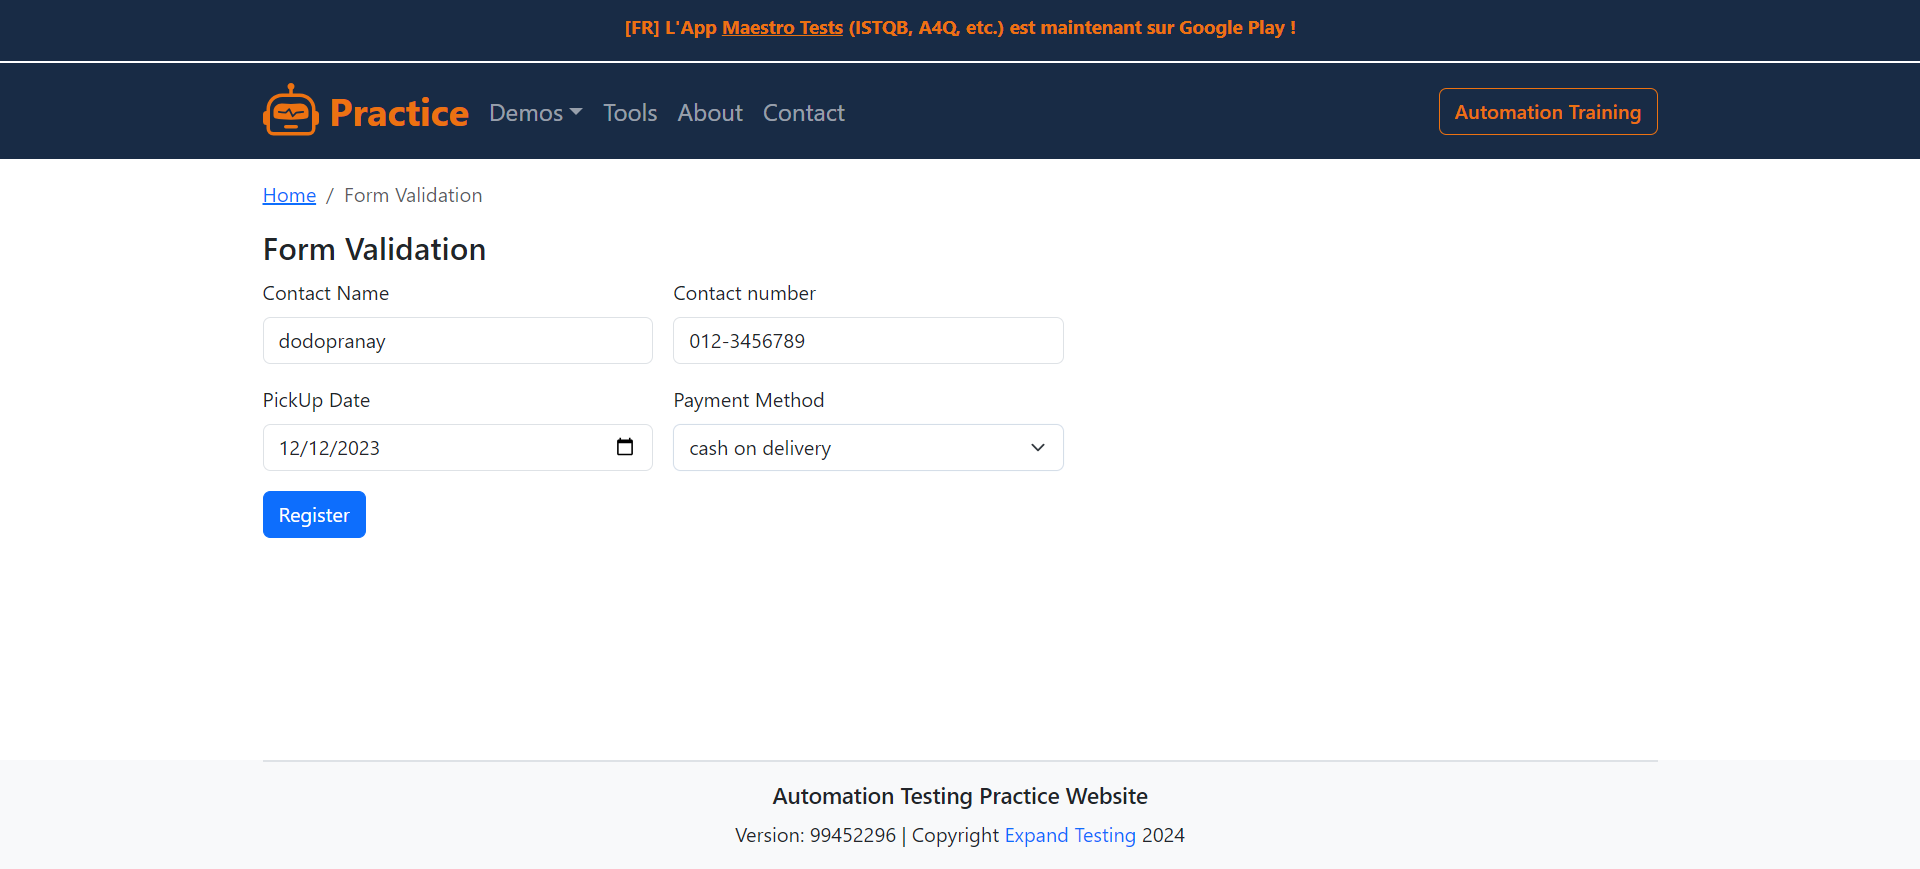 [FR] L'App Maestro Tests (ISTQB, A4Q, etc.) est maintenant sur Google Play !
Practice Demos Tools About Contact Automation Training
Home / Form Validation
Form Validation
Contact Name Contact number
dodopranay 012-3456789
PickUp Date Payment Method
12/12/2023 cash on delivery
Register
Automation Testing Practice Website
Version: 99452296 | Copyright Expand Testing 2024